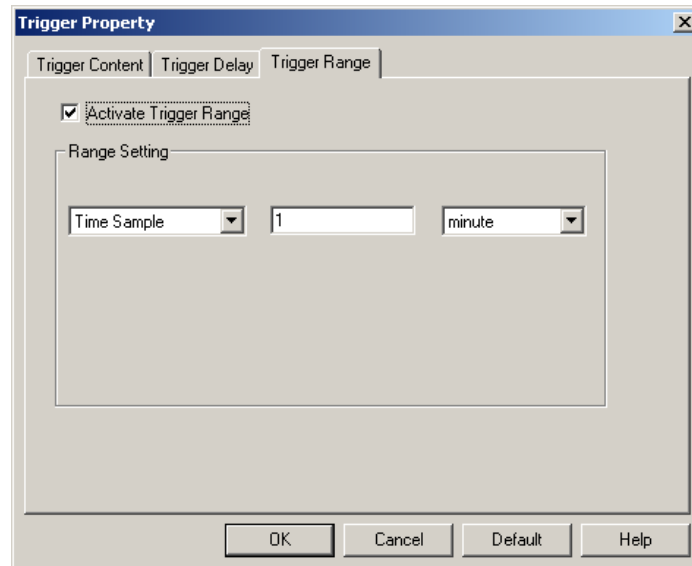 Trigger Property
Trigger Content Trigger Delay Trigger Range
Activate Trigger Range
Range Setting
Time Sample 1 minute
OK Cancel Default Help